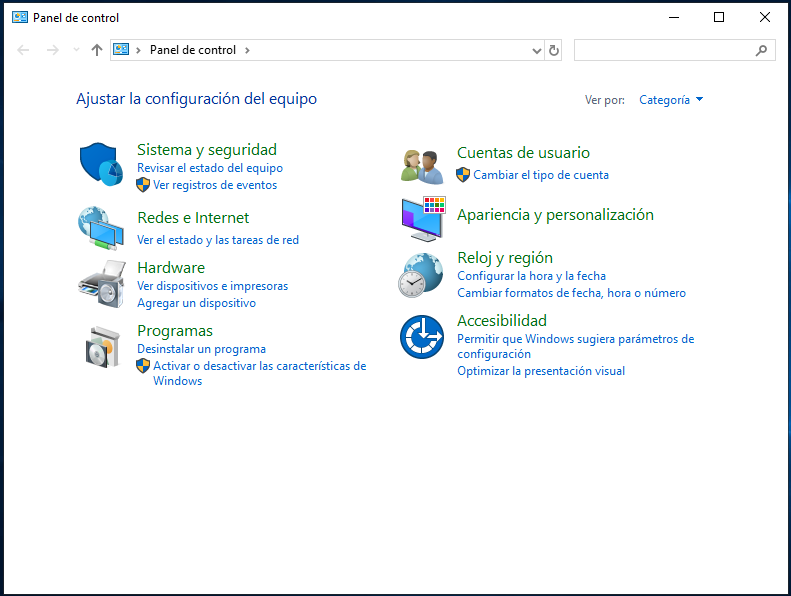 Panel de control
Panel de control
Ajustar la configuración del equipo
Ver por: Categoría
Sistema y seguridad
Revisar el estado del equipo
Ver registros de eventos
Redes e Internet
Ver el estado y las tareas de red
Hardware
Ver dispositivos e impresoras
Agregar un dispositivo
Programas
Desinstalar un programa
Activar o desactivar las características de
Windows
Cuentas de usuario
Cambiar el tipo de cuenta
Apariencia y personalización
Reloj y región
Configurar la hora y la fecha
Cambiar formatos de fecha, hora o número
Accesibilidad
Permitir que Windows sugiera parámetros de
configuración
Optimizar la presentación visual